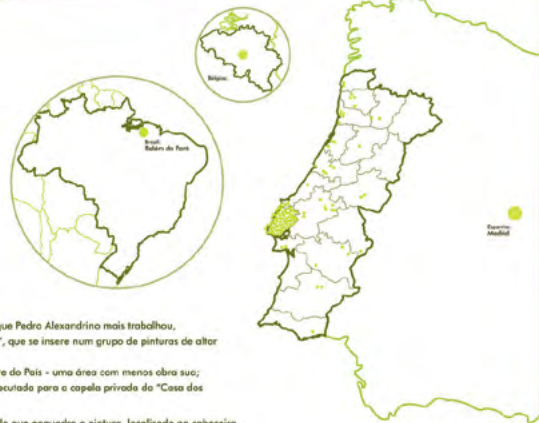 Bélgica:
Brasil:
Belém do Pará
Espanha:
Madrid
que Pedro Alexandrino mais trabalhou,
", que se insere num grupo de pinturas de altar
e do País - uma área com menos obra sua;
ecutada para a capela privada da "Casa dos